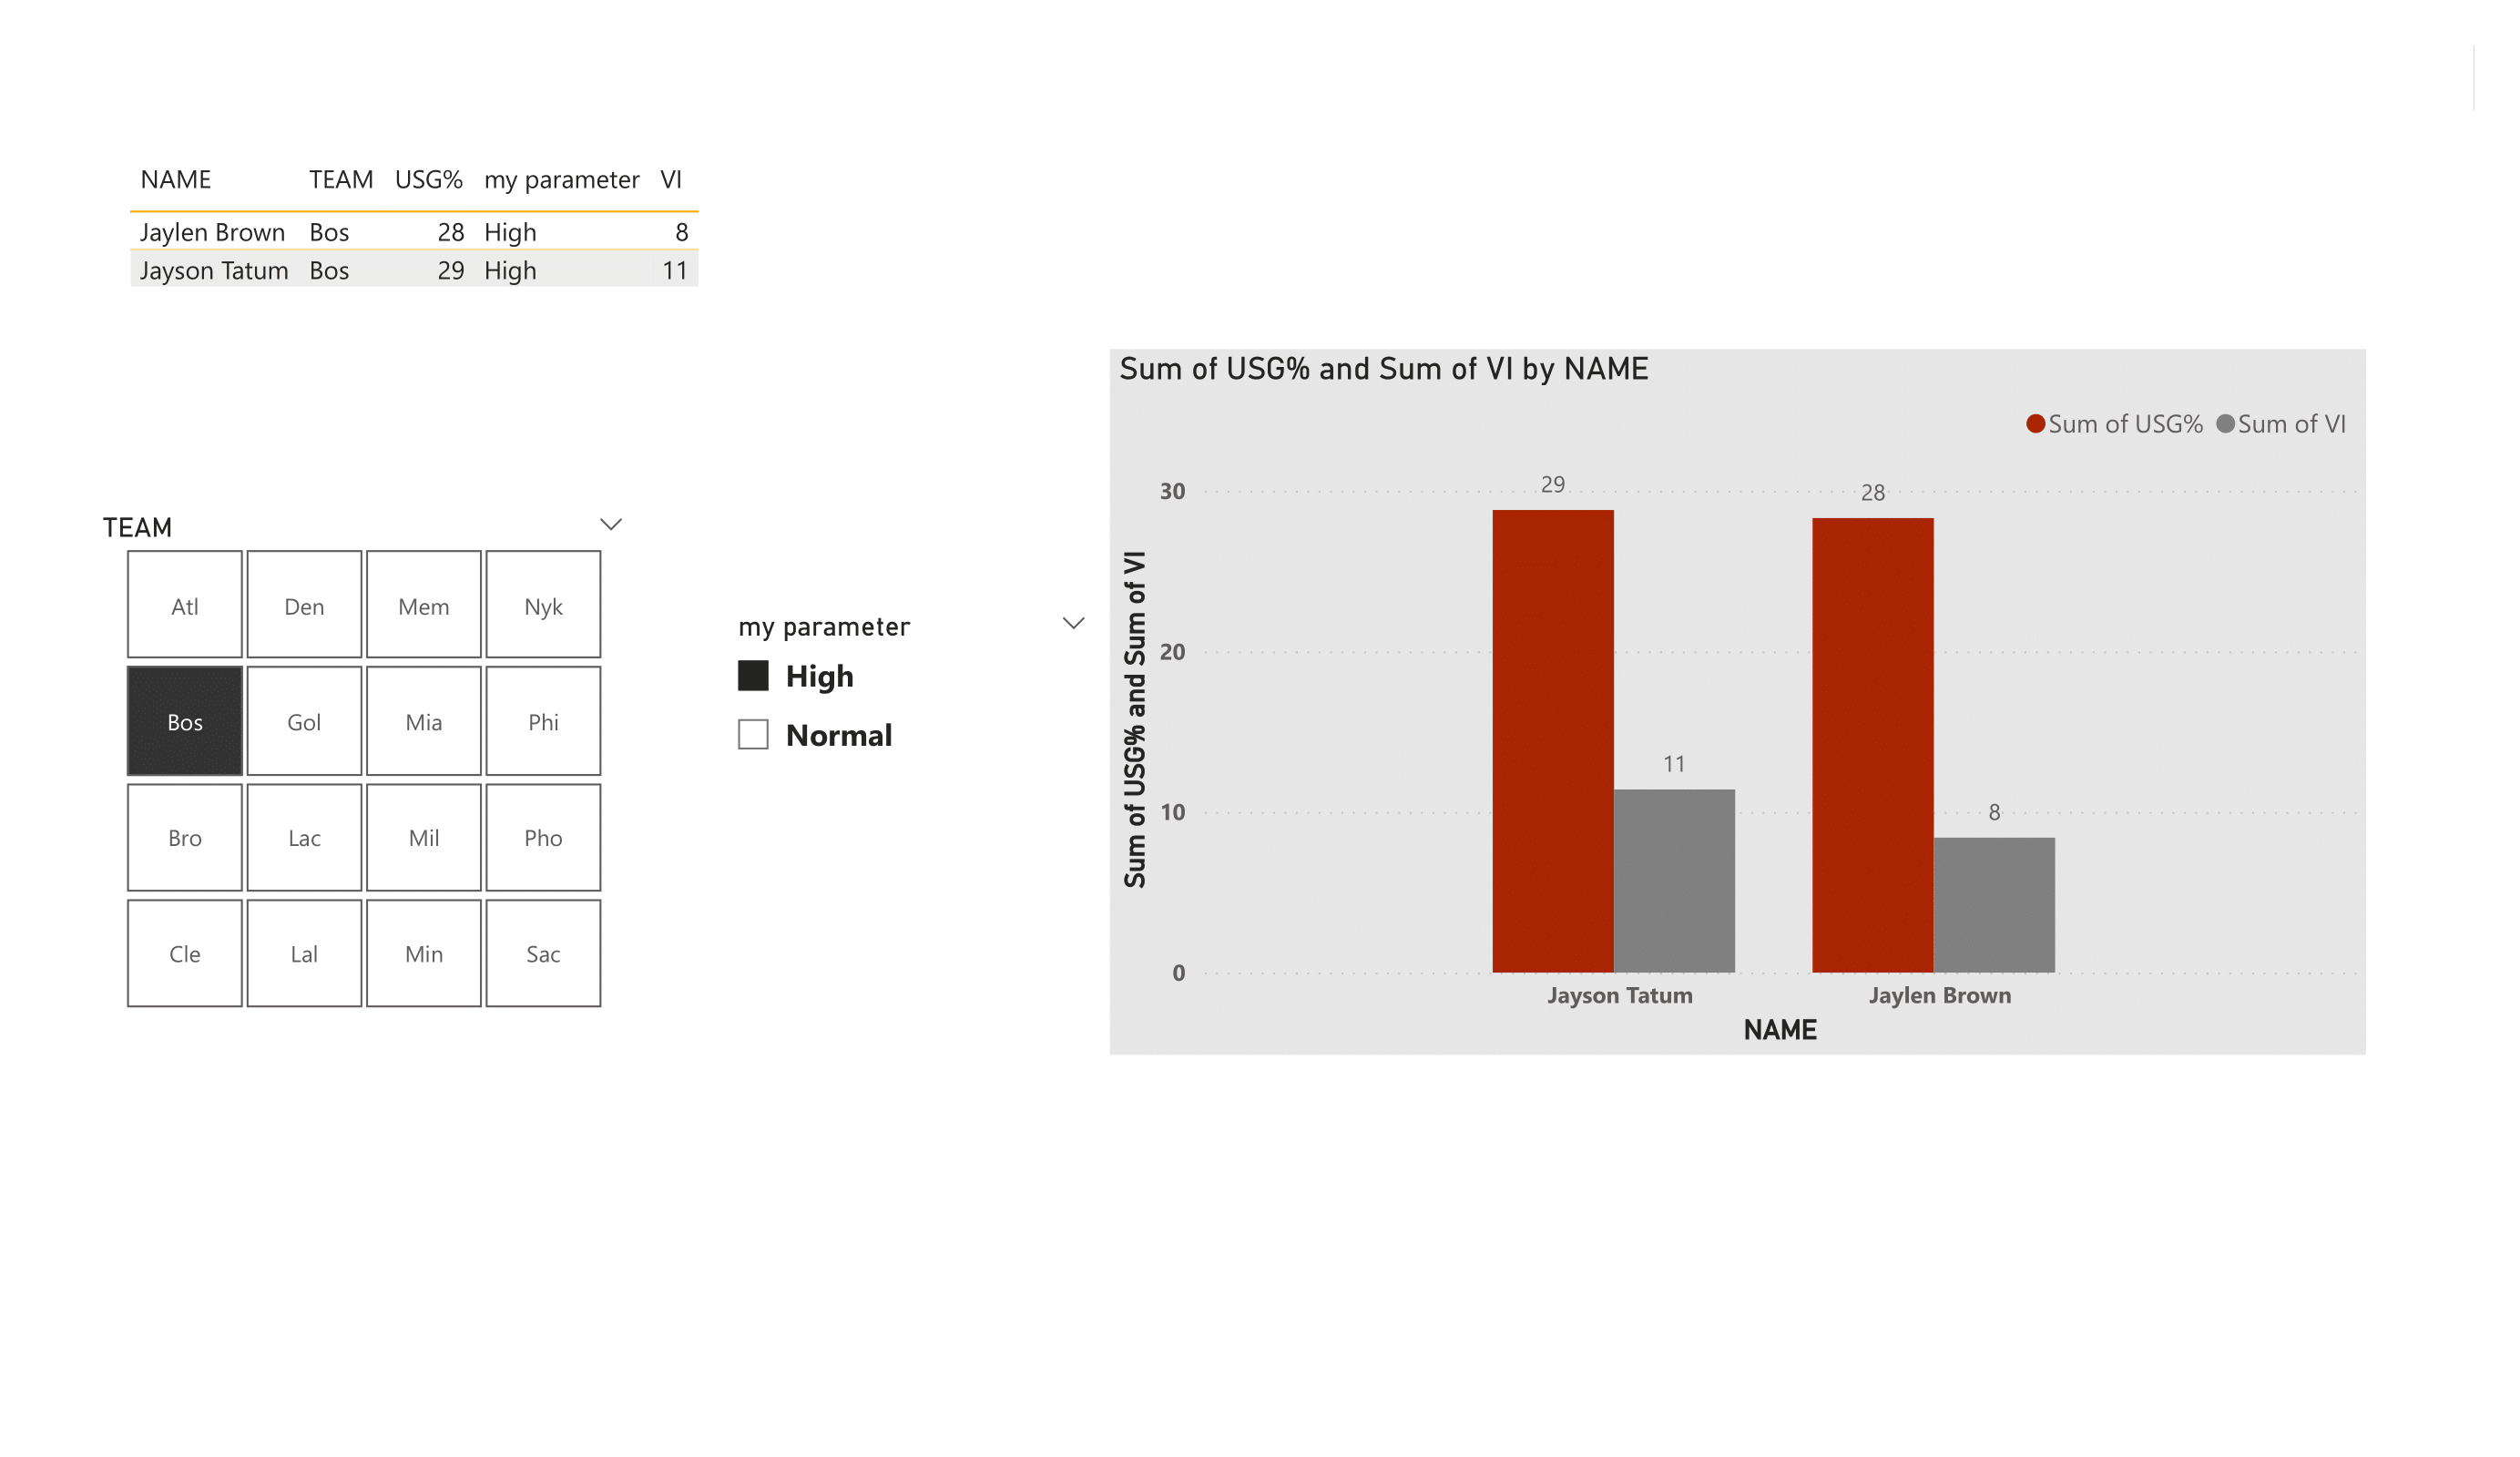 NAME TEAM USG% my parameter VI
Jaylen Brown Bos 28 High 8
Jayson Tatum Bos 29 High 11
TEAM
Atl Den Mem Nyk
Bos Gol Mia Phi
Bro Lac Mil Pho
Cle Lal Min Sac
my parameter
High
Normal
Sum of USG% and Sum of VI by NAME
Sum of USG% Sum of VI
Sum of USG% and Sum of VI
30
20
10
0
29
11
28
8
Jayson Tatum Jaylen Brown
NAME